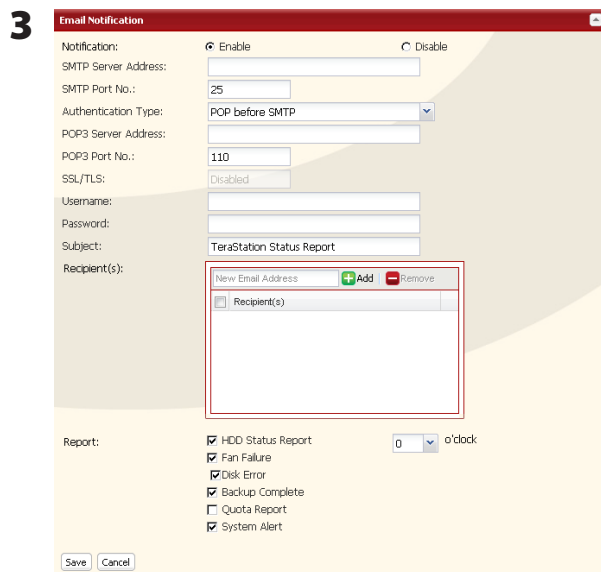 3
Email Notification
Notification: Enable Disable
SMTP Server Address:
SMTP Port No.: 25
Authentication Type: POP before SMTP
POP3 Server Address:
POP3 Port No.: 110
SSL/TLS: Disabled
Username:
Password:
Subject: TeraStation Status Report
Recipient(s): New Email Address Add Remove
Recipient(s)
Report: HDD Status Report 0 o'clock
Fan Failure
Disk Error
Backup Complete
Quota Report
System Alert
Save Cancel